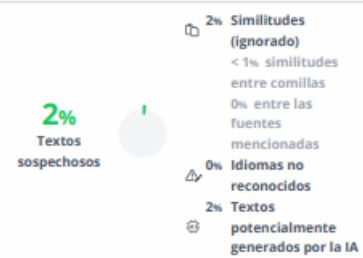 2%
Textos
sospechosos
2% Similitudes
(ignorado)
< 1% similitudes
entre comillas
0% entre las
fuentes
mencionadas
0% Idiomas no
reconocidos
2% Textos
potencialmente
generados por la IA